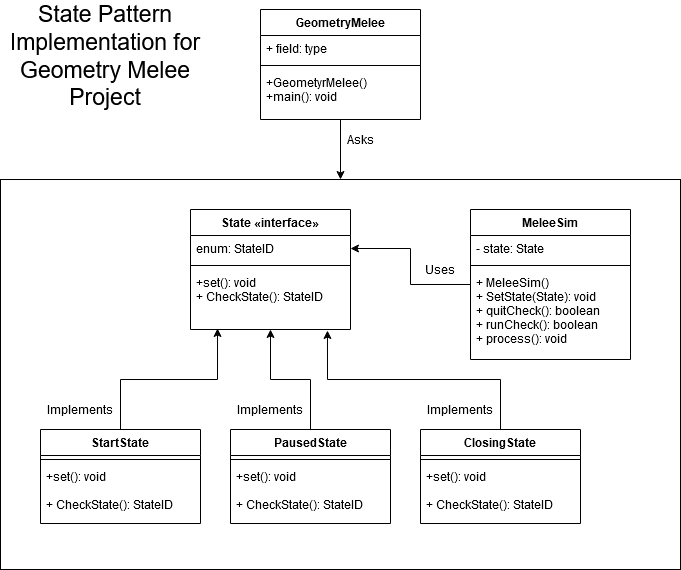 State Pattern
Implementation for
Geometry Melee
Project
GeometryMelee
+ field: type
+GeometyrMelee()
+main(): void
Asks
State «interface»
enum: StateID
+set(): void
+ CheckState(): StateID
Uses
MeleeSim
- state: State
+ MeleeSim()
+ SetState(State): void
+ quitCheck(): boolean
+ runCheck(): boolean
+ process(): void
Implements
Implements
Implements
StartState
+set(): void
+ CheckState(): StateID
PausedState
+set(): void
+ CheckState(): StateID
ClosingState
+set(): void
+ CheckState(): StateID